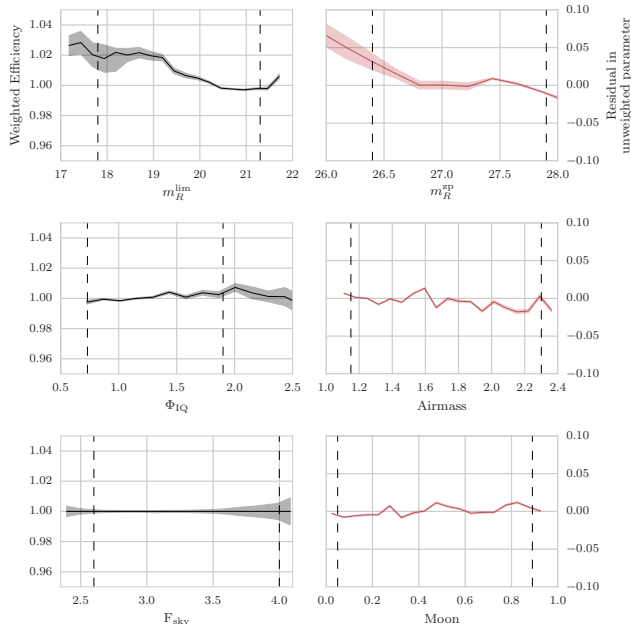 Weighted Efficiency
1.04
1.02
1.00
0.98
0.96
17 18 19 20 21 22
m_R^lim
26.0 26.5 27.0 27.5 28.0
m_R^zp
0.10
0.05
0.00
−0.05
−0.10
Residual in
unweighted parameter
1.04
1.02
1.00
0.98
0.96
0.5 1.0 1.5 2.0 2.5
Φ_IQ
1.0 1.2 1.4 1.6 1.8 2.0 2.2 2.4
Airmass
0.10
0.05
0.00
−0.05
−0.10
1.04
1.02
1.00
0.98
0.96
2.5 3.0 3.5 4.0
F_sky
0.0 0.2 0.4 0.6 0.8 1.0
Moon
0.10
0.05
0.00
−0.05
−0.10